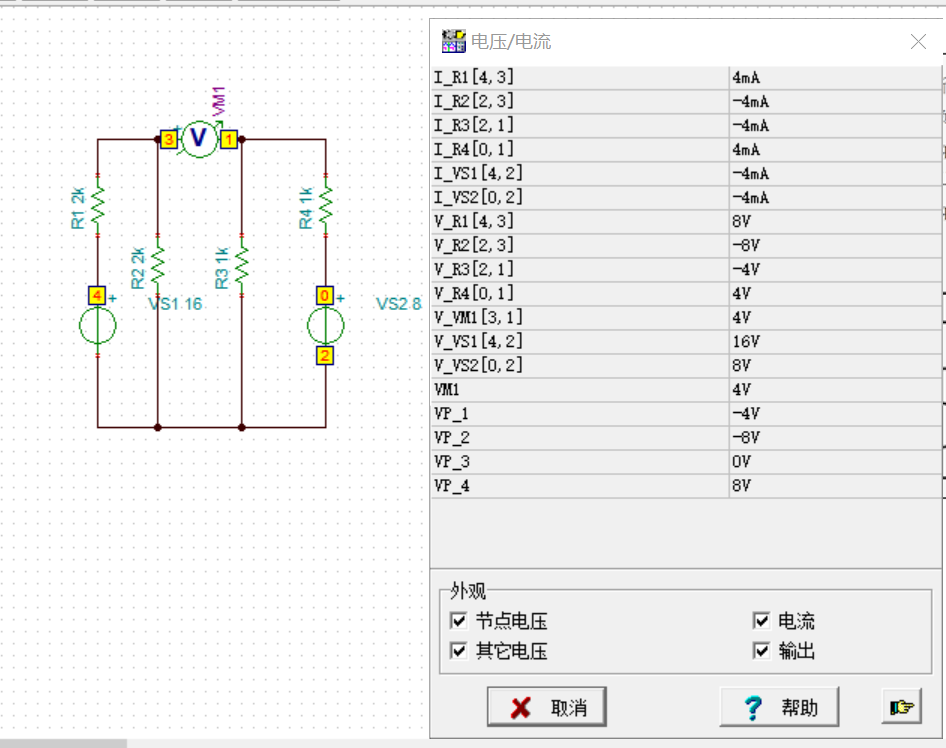 VM1
3 V 1
R1 2k
R4 1k
R2 2k
R3 1k
4 +
0 +
VS1 16
VS2 8
2
电压/电流
I_R1[4,3] 4mA
I_R2[2,3] -4mA
I_R3[2,1] -4mA
I_R4[0,1] 4mA
I_VS1[4,2] -4mA
I_VS2[0,2] -4mA
V_R1[4,3] 8V
V_R2[2,3] -8V
V_R3[2,1] -4V
V_R4[0,1] 4V
V_VM1[3,1] 4V
V_VS1[4,2] 16V
V_VS2[0,2] 8V
VM1 4V
VP_1 -4V
VP_2 -8V
VP_3 0V
VP_4 8V
外观
节点电压 电流
其它电压 输出
取消 ? 帮助